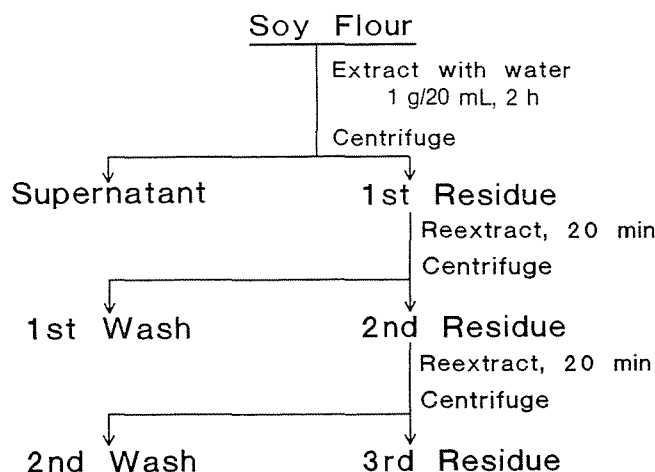 Soy Flour
Extract with water
1 g/20 mL, 2 h
Centrifuge
Supernatant 1st Residue
Reextract, 20 min
Centrifuge
1st Wash 2nd Residue
Reextract, 20 min
Centrifuge
2nd Wash 3rd Residue